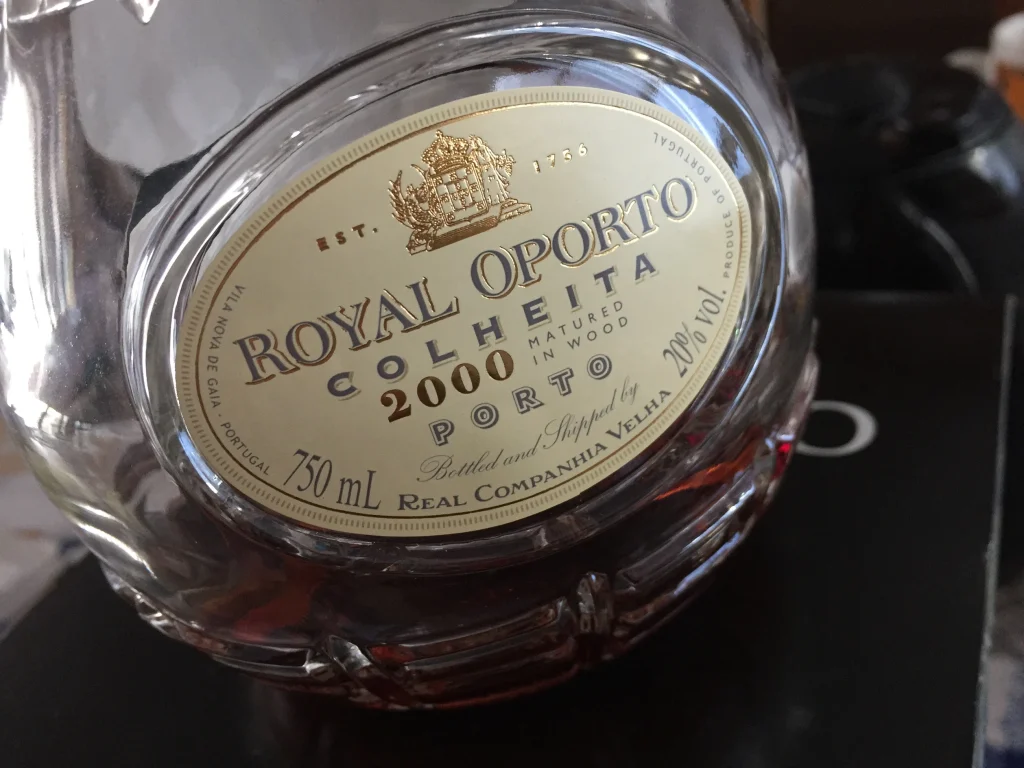 EST. 1756
ROYAL OPORTO
COLHEITA
2000
MATURED
IN WOOD
PORTO
20% vol.
750 mL
Bottled and Shipped by
REAL COMPANHIA VELHA
VILA NOVA DE GAIA · PORTUGAL
PRODUCE OF PORTUGAL
O